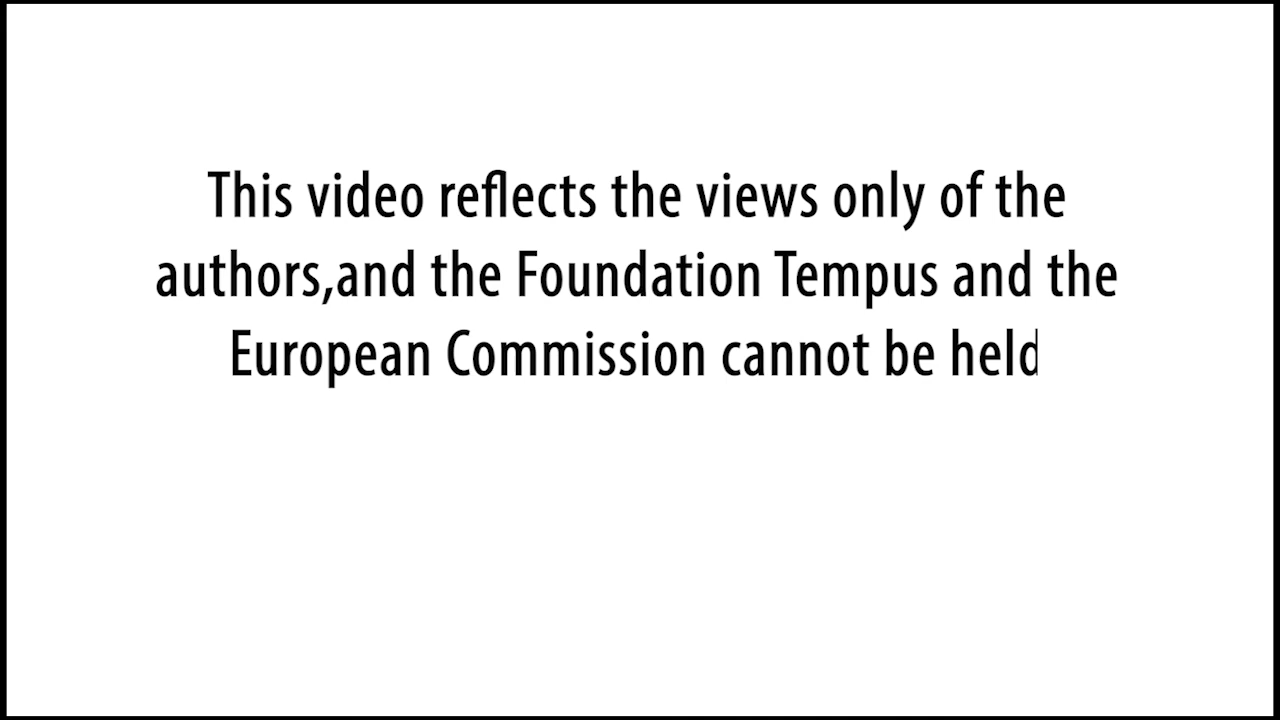 This video reflects the views only of the
authors,and the Foundation Tempus and the
European Commission cannot be held